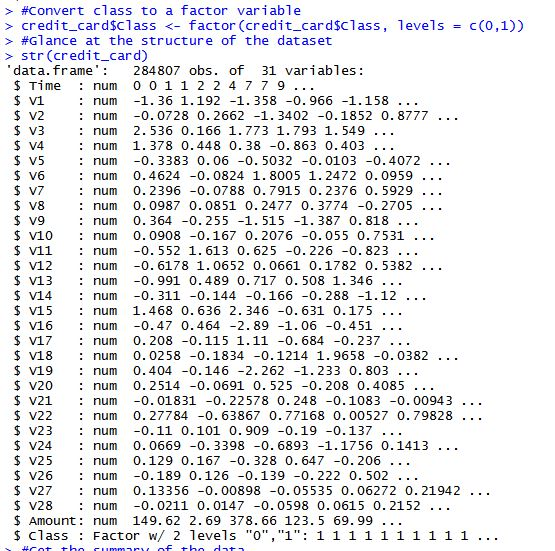 > #Convert class to a factor variable
> credit_card$Class <- factor(credit_card$Class, levels = c(0,1))
> #Glance at the structure of the dataset
> str(credit_card)
'data.frame':   284807 obs. of  31 variables:
 $ Time  : num  0 0 1 1 2 2 4 7 7 9 ...
 $ V1    : num  -1.36 1.192 -1.358 -0.966 -1.158 ...
 $ V2    : num  -0.0728 0.2662 -1.3402 -0.1852 0.8777 ...
 $ V3    : num  2.536 0.166 1.773 1.793 1.549 ...
 $ V4    : num  1.378 0.448 0.38 -0.863 0.403 ...
 $ V5    : num  -0.3383 0.06 -0.5032 -0.0103 -0.4072 ...
 $ V6    : num  0.4624 -0.0824 1.8005 1.2472 0.0959 ...
 $ V7    : num  0.2396 -0.0788 0.7915 0.2376 0.5929 ...
 $ V8    : num  0.0987 0.0851 0.2477 0.3774 -0.2705 ...
 $ V9    : num  0.364 -0.255 -1.515 -1.387 0.818 ...
 $ V10   : num  0.0908 -0.167 0.2076 -0.055 0.7531 ...
 $ V11   : num  -0.552 1.613 0.625 -0.226 -0.823 ...
 $ V12   : num  -0.6178 1.0652 0.0661 0.1782 0.5382 ...
 $ V13   : num  -0.991 0.489 0.717 0.508 1.346 ...
 $ V14   : num  -0.311 -0.144 -0.166 -0.288 -1.12 ...
 $ V15   : num  1.468 0.636 2.346 -0.631 0.175 ...
 $ V16   : num  -0.47 0.464 -2.89 -1.06 -0.451 ...
 $ V17   : num  0.208 -0.115 1.11 -0.684 -0.237 ...
 $ V18   : num  0.0258 -0.1834 -0.1214 1.9658 -0.0382 ...
 $ V19   : num  0.404 -0.146 -2.262 -1.233 0.803 ...
 $ V20   : num  0.2514 -0.0691 0.525 -0.208 0.4085 ...
 $ V21   : num  -0.01831 -0.22578 0.248 -0.1083 -0.00943 ...
 $ V22   : num  0.27784 -0.63867 0.77168 0.00527 0.79828 ...
 $ V23   : num  -0.11 0.101 0.909 -0.19 -0.137 ...
 $ V24   : num  0.0669 -0.3398 -0.6893 -1.1756 0.1413 ...
 $ V25   : num  0.129 0.167 -0.328 0.647 -0.206 ...
 $ V26   : num  -0.189 0.126 -0.139 -0.222 0.502 ...
 $ V27   : num  0.13356 -0.00898 -0.05535 0.06272 0.21942 ...
 $ V28   : num  -0.0211 0.0147 -0.0598 0.0615 0.2152 ...
 $ Amount: num  149.62 2.69 378.66 123.5 69.99 ...
 $ Class : Factor w/ 2 levels "0","1": 1 1 1 1 1 1 1 1 1 1 ...
> #Get the summary of the data